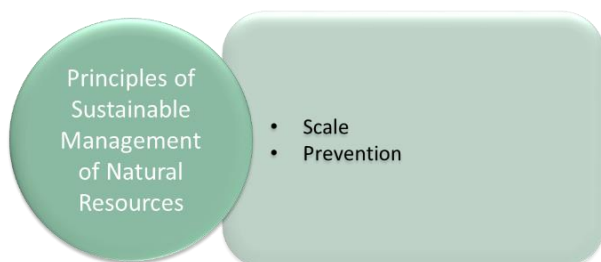 Principles of
Sustainable
Management
of Natural
Resources
• Scale
• Prevention